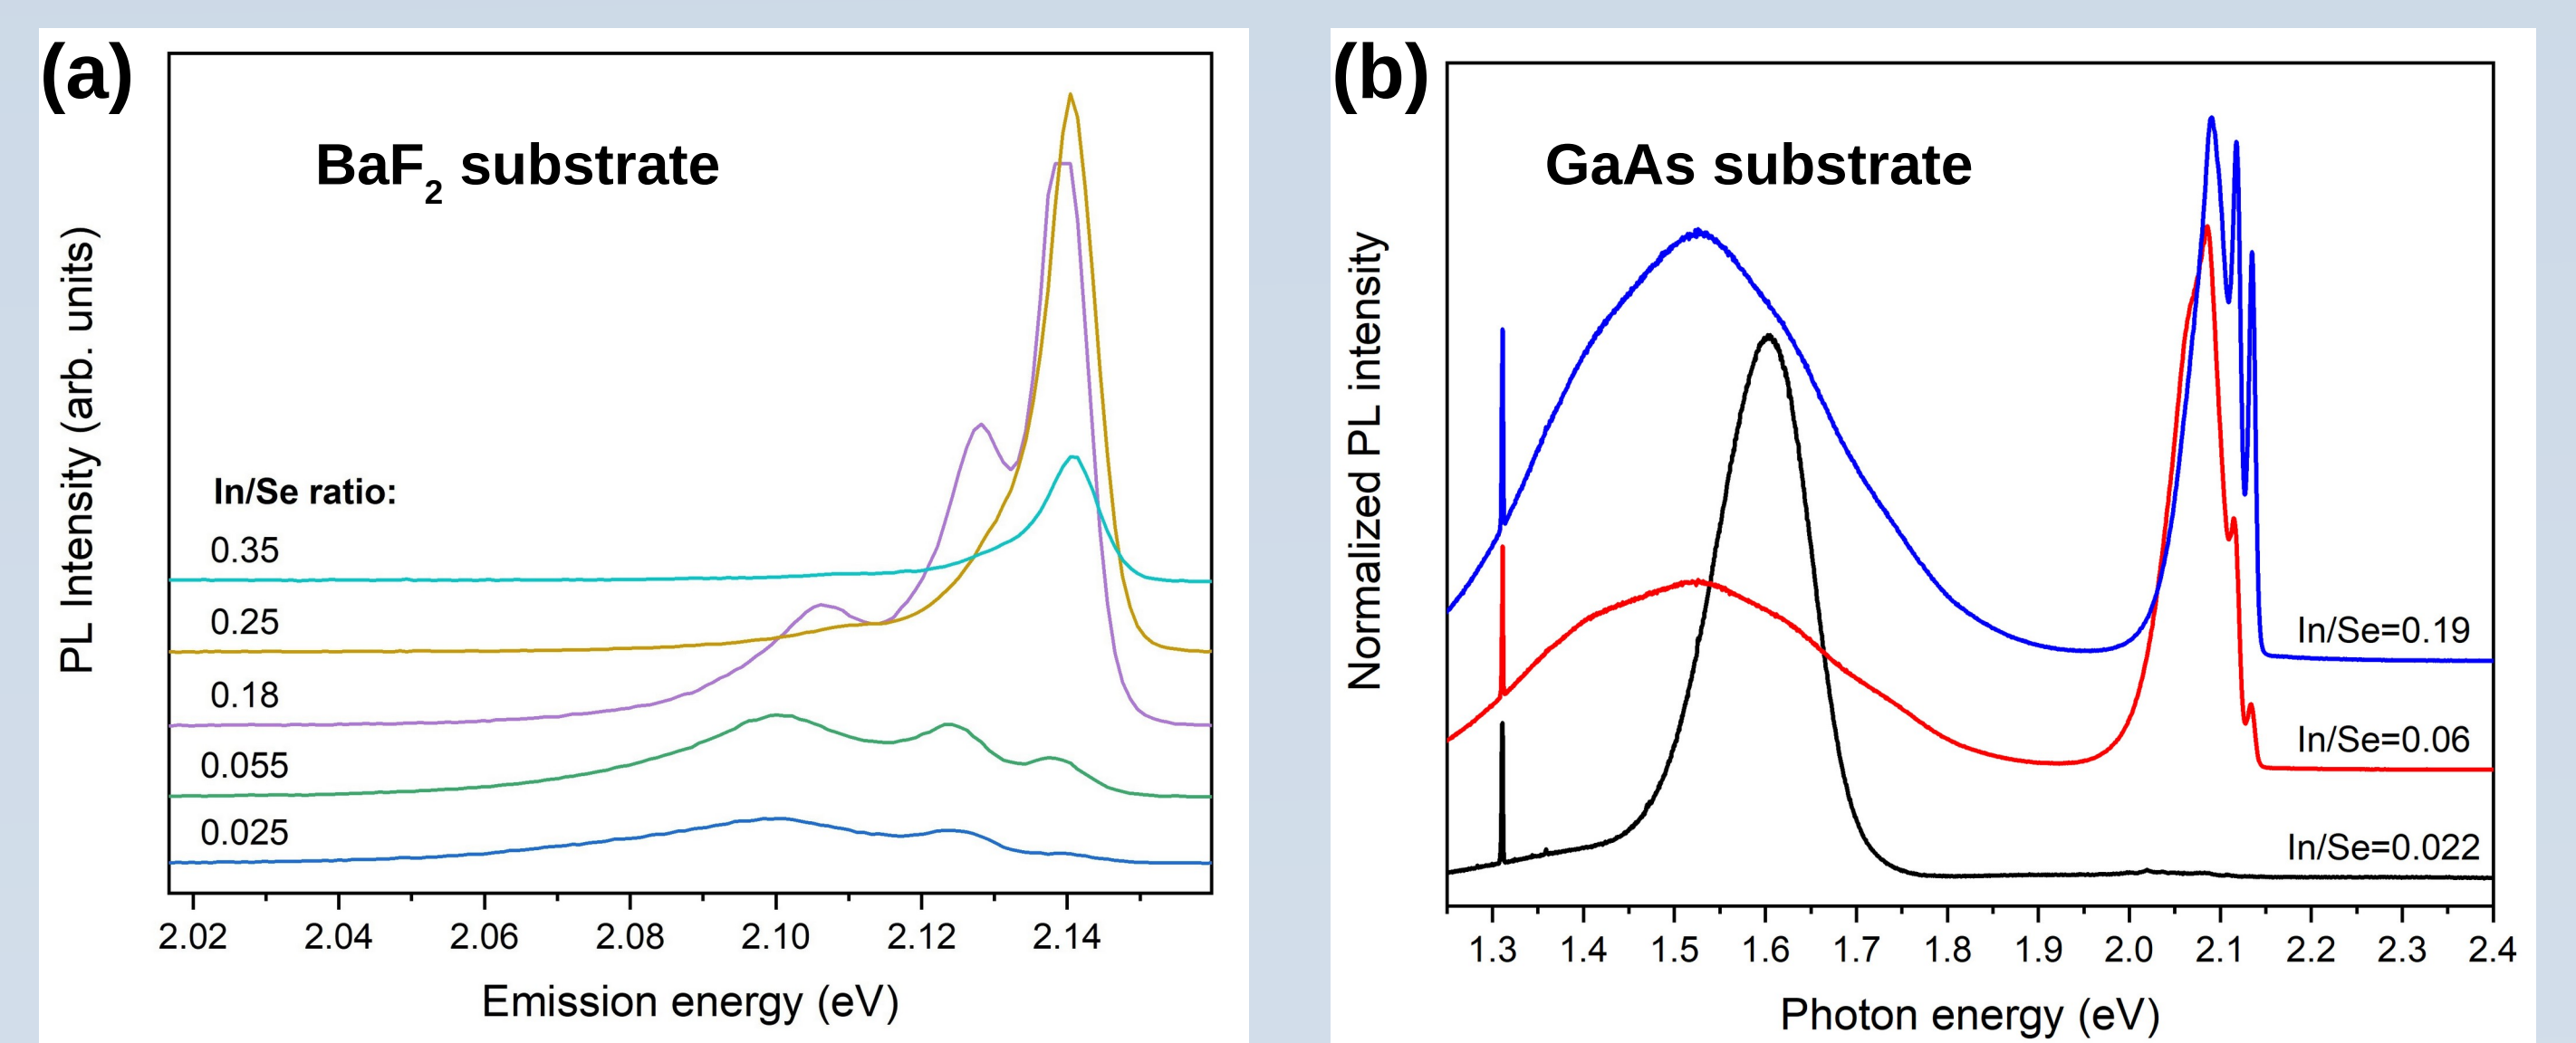 (a)
BaF2 substrate
PL Intensity (arb. units)
In/Se ratio:
0.35
0.25
0.18
0.055
0.025
2.02 2.04 2.06 2.08 2.10 2.12 2.14
Emission energy (eV)
(b)
GaAs substrate
Normalized PL intensity
In/Se=0.19
In/Se=0.06
In/Se=0.022
1.3 1.4 1.5 1.6 1.7 1.8 1.9 2.0 2.1 2.2 2.3 2.4
Photon energy (eV)